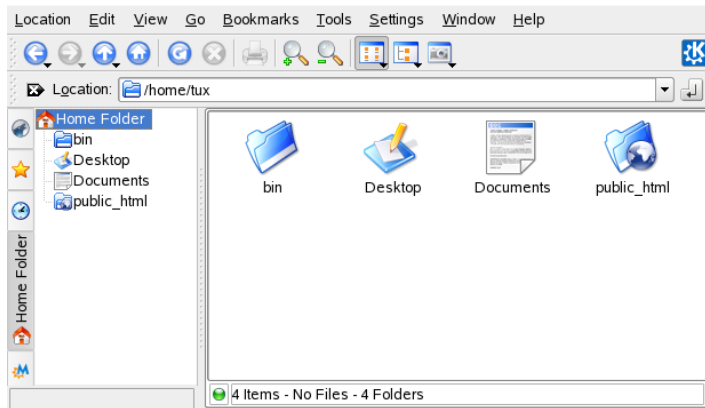 Location Edit View Go Bookmarks Tools Settings Window Help
Location: /home/tux
Home Folder
bin
Desktop
Documents
public_html
Home Folder
bin Desktop Documents public_html
4 Items - No Files - 4 Folders